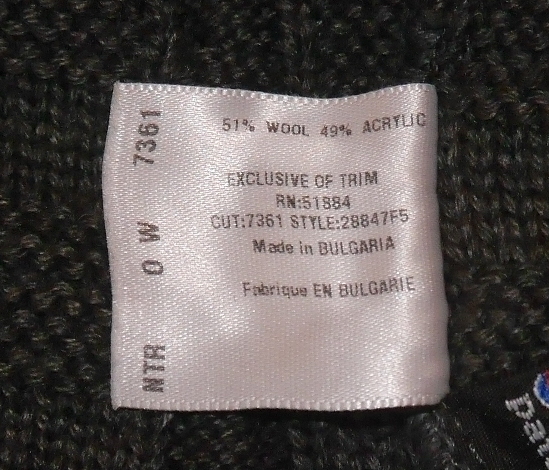 51% WOOL 49% ACRYLIC
EXCLUSIVE OF TRIM
RN:51884
CUT:7361 STYLE:28847F5
Made in BULGARIA
Fabrique EN BULGARIE
NTR O W 7361